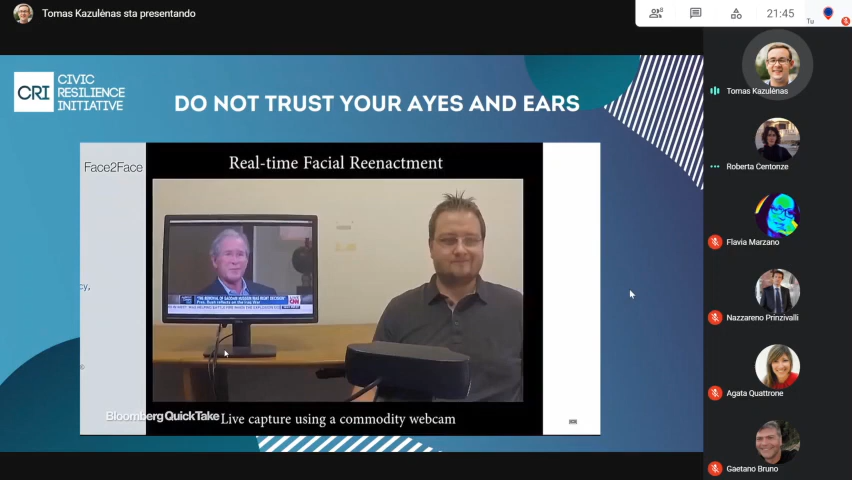 Tomas Kazulėnas sta presentando
21:45
Tu
CRI
CIVIC
RESILIENCE
INITIATIVE
DO NOT TRUST YOUR AYES AND EARS
Face2Face
Real-time Facial Reenactment
cy,
CNN
Bloomberg QuickTake
Live capture using a commodity webcam
Tomas Kazulėnas
Roberta Centonze
Flavia Marzano
Nazzareno Prinzivalli
Agata Quattrone
Gaetano Bruno